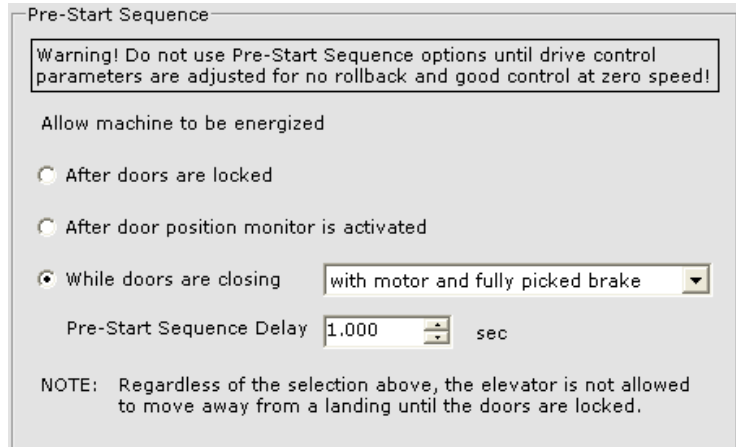 Pre-Start Sequence
Warning! Do not use Pre-Start Sequence options until drive control
parameters are adjusted for no rollback and good control at zero speed!
Allow machine to be energized
After doors are locked
After door position monitor is activated
While doors are closing with motor and fully picked brake
Pre-Start Sequence Delay 1.000 sec
NOTE: Regardless of the selection above, the elevator is not allowed
to move away from a landing until the doors are locked.